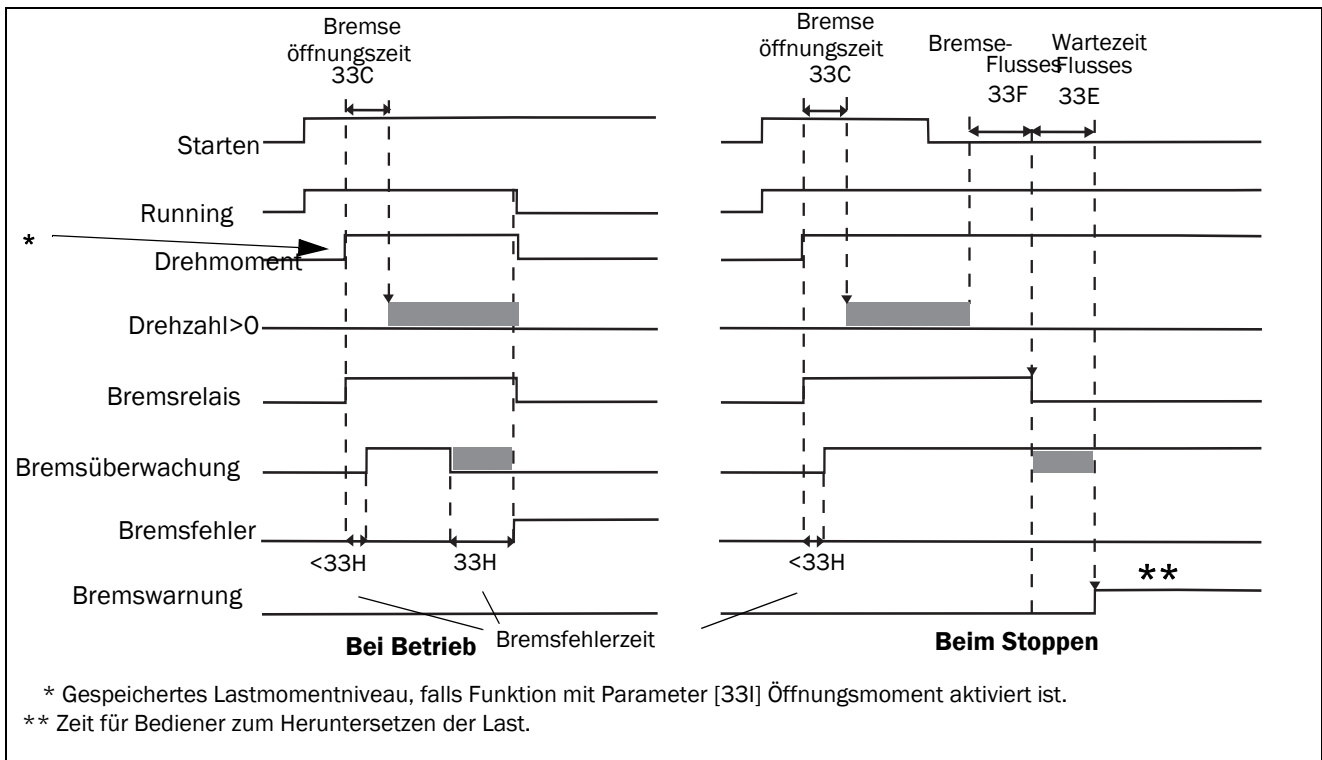 Bremse
öffnungszeit
33C
Bremse
öffnungszeit
33C
Bremse-
Flusses
33F
Wartezeit
Flusses
33E
Starten
Running
*
Drehmoment
Drehzahl>0
Bremsrelais
Bremsüberwachung
Bremsfehler
<33H
33H
<33H
Bremswarnung
**
Bei Betrieb
Bremsfehlerzeit
Beim Stoppen
* Gespeichertes Lastmomentniveau, falls Funktion mit Parameter [33I] Öffnungsmoment aktiviert ist.
** Zeit für Bediener zum Heruntersetzen der Last.